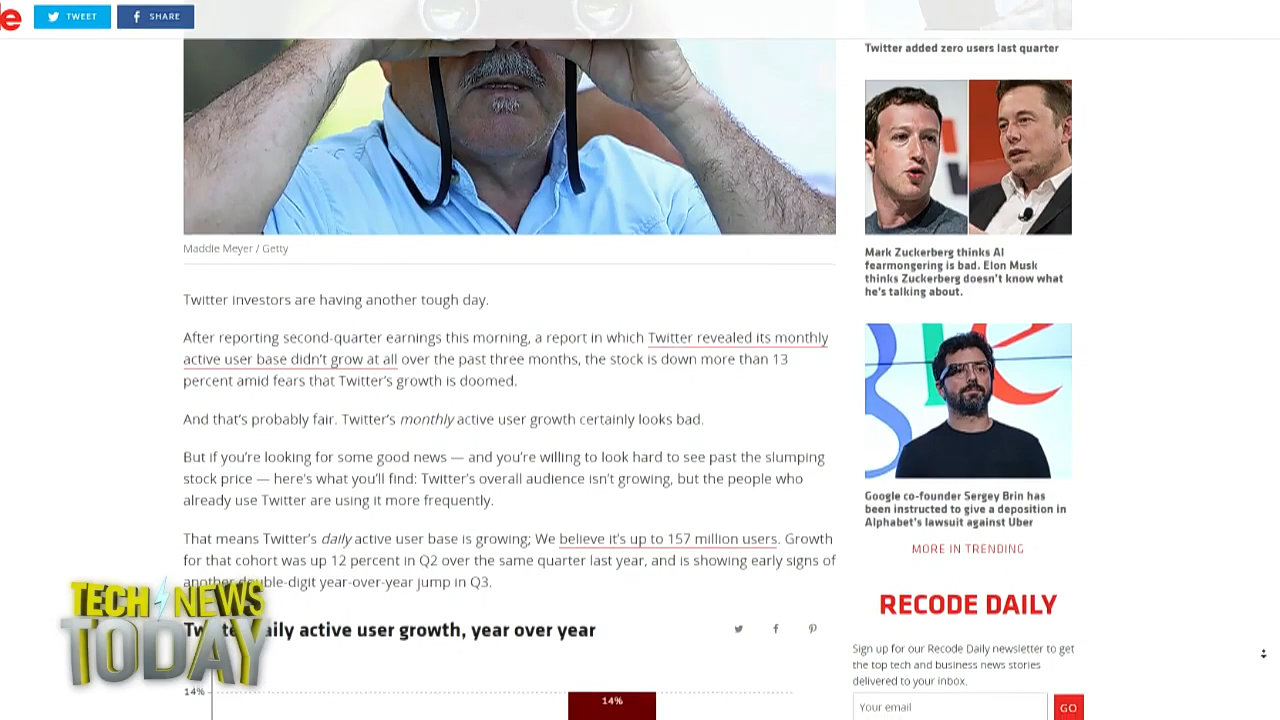 TWEET
SHARE
Twitter added zero users last quarter
Mark Zuckerberg thinks AI
fearmongering is bad. Elon Musk
thinks Zuckerberg doesn't know what
he's talking about.
Google co-founder Sergey Brin has
been instructed to give a deposition in
Alphabet's lawsuit against Uber
MORE IN TRENDING
RECODE DAILY
Sign up for our Recode Daily newsletter to get
the top tech and business news stories
delivered to your inbox.
Your email
GO
Maddie Meyer / Getty
Twitter investors are having another tough day.
After reporting second-quarter earnings this morning, a report in which Twitter revealed its monthly
active user base didn't grow at all over the past three months, the stock is down more than 13
percent amid fears that Twitter's growth is doomed.
And that's probably fair. Twitter's monthly active user growth certainly looks bad.
But if you're looking for some good news — and you're willing to look hard to see past the slumping
stock price — here's what you'll find: Twitter's overall audience isn't growing, but the people who
already use Twitter are using it more frequently.
That means Twitter's daily active user base is growing; We believe it's up to 157 million users. Growth
for that cohort was up 12 percent in Q2 over the same quarter last year, and is showing early signs of
another double-digit year-over-year jump in Q3.
Twitter daily active user growth, year over year
14%
14%
TECH NEWS
TODAY